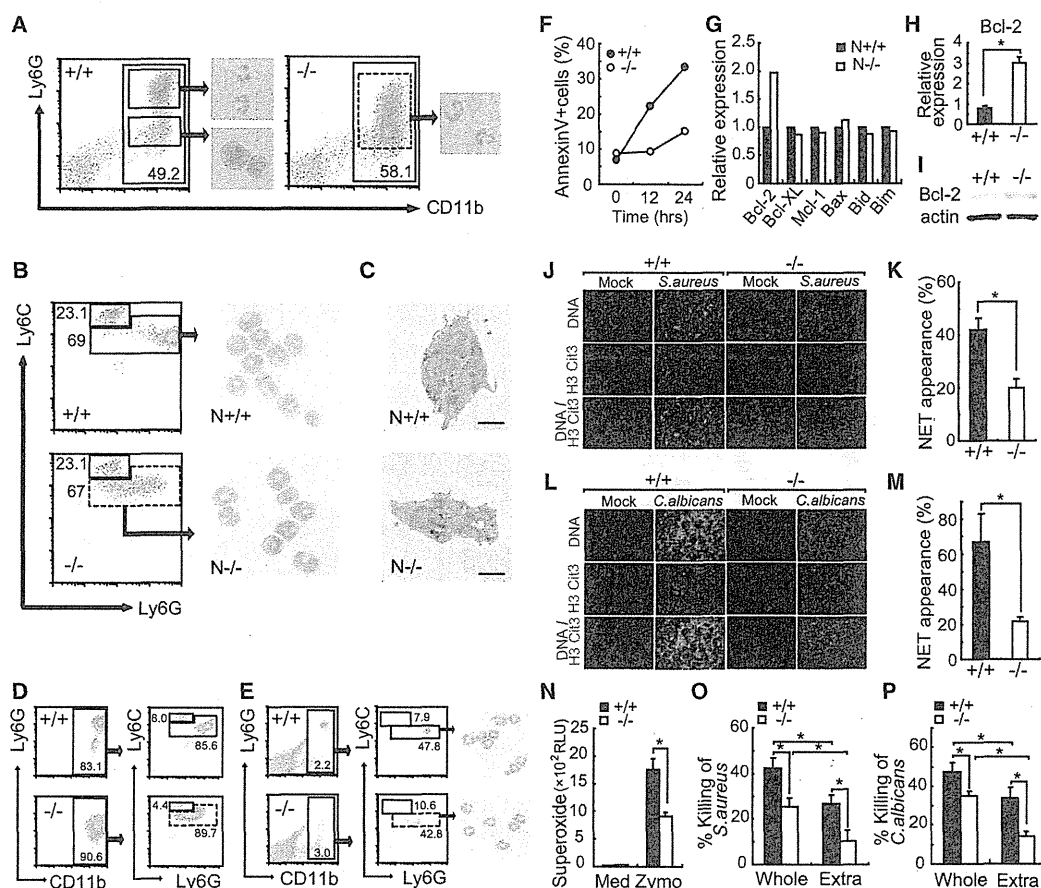 A
Ly6G
+/+
49.2
-/-
58.1
CD11b
B
Ly6C
23.1
69
+/+
N+/+
23.1
67
-/-
N-/-
Ly6G
C
N+/+
N-/-
D
Ly6G
+/+
83.1
-/-
90.6
CD11b
Ly6C
8.0
85.6
4.4
89.7
Ly6G
E
Ly6G
+/+
2.2
-/-
3.0
CD11b
Ly6C
7.9
47.8
10.6
42.8
Ly6G
F
AnnexinV+cells (%)
40
30
20
10
0
+/+
-/-
0 12 24
Time (hrs)
G
Relative expression
2.5
2.0
1.5
1.0
0.5
0
N+/+
N-/-
Bcl-2
Bcl-XL
Mcl-1
Bax
Bid
Bim
H
Bcl-2
Relative
expression
4
3
2
1
0
*
+/+ -/-
I
+/+ -/-
Bcl-2
actin
J
+/+ -/-
Mock S.aureus Mock S.aureus
DNA
H3 Cit3
DNA /
H3 Cit3
K
NET appearance (%)
60
40
20
0
*
+/+ -/-
L
+/+ -/-
Mock C.albicans Mock C.albicans
DNA
H3 Cit3
DNA /
H3 Cit3
M
NET appearance (%)
80
60
40
20
0
*
+/+ -/-
N
+/+
-/-
Superoxide (×10²RLU)
25
20
15
10
5
0
*
Med Zymo
O
+/+
-/-
% Killing of
S.aureus
60
40
20
0
*
* *
*
Whole Extra
P
+/+
-/-
% Killing of
C.albicans
60
40
20
0
*
* *
*
Whole Extra